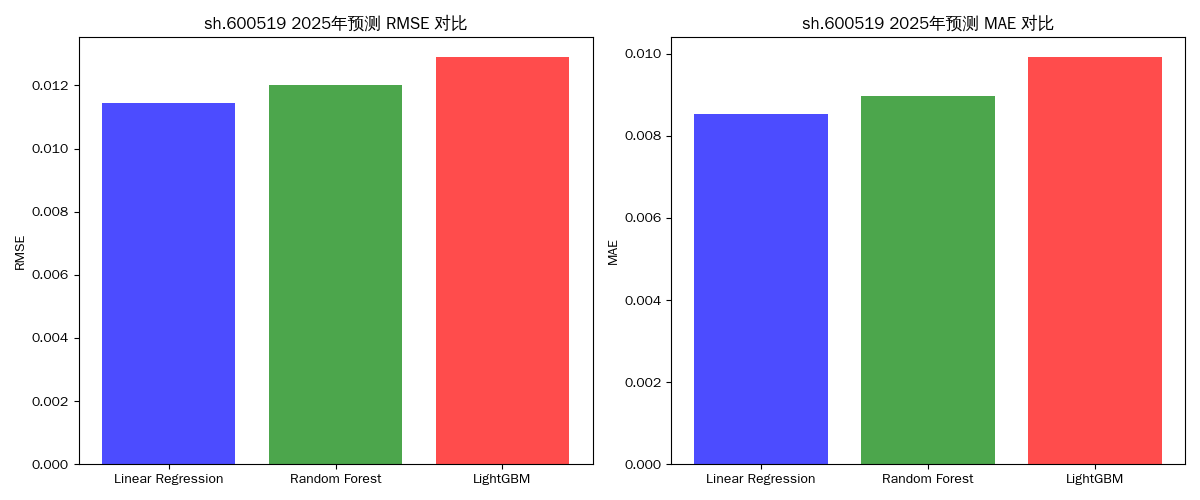 sh.600519 2025年预测 RMSE 对比
RMSE
0.012
0.010
0.008
0.006
0.004
0.002
0.000
Linear Regression
Random Forest
LightGBM
sh.600519 2025年预测 MAE 对比
MAE
0.010
0.008
0.006
0.004
0.002
0.000
Linear Regression
Random Forest
LightGBM